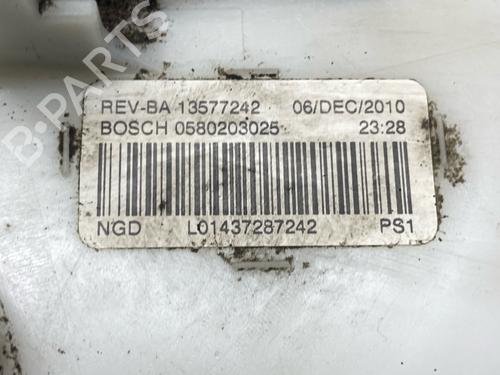 REV-BA 13577242 06/DEC/2010
BOSCH 0580203025 23:28
NGD L01437287242 PS1
B-PARTS